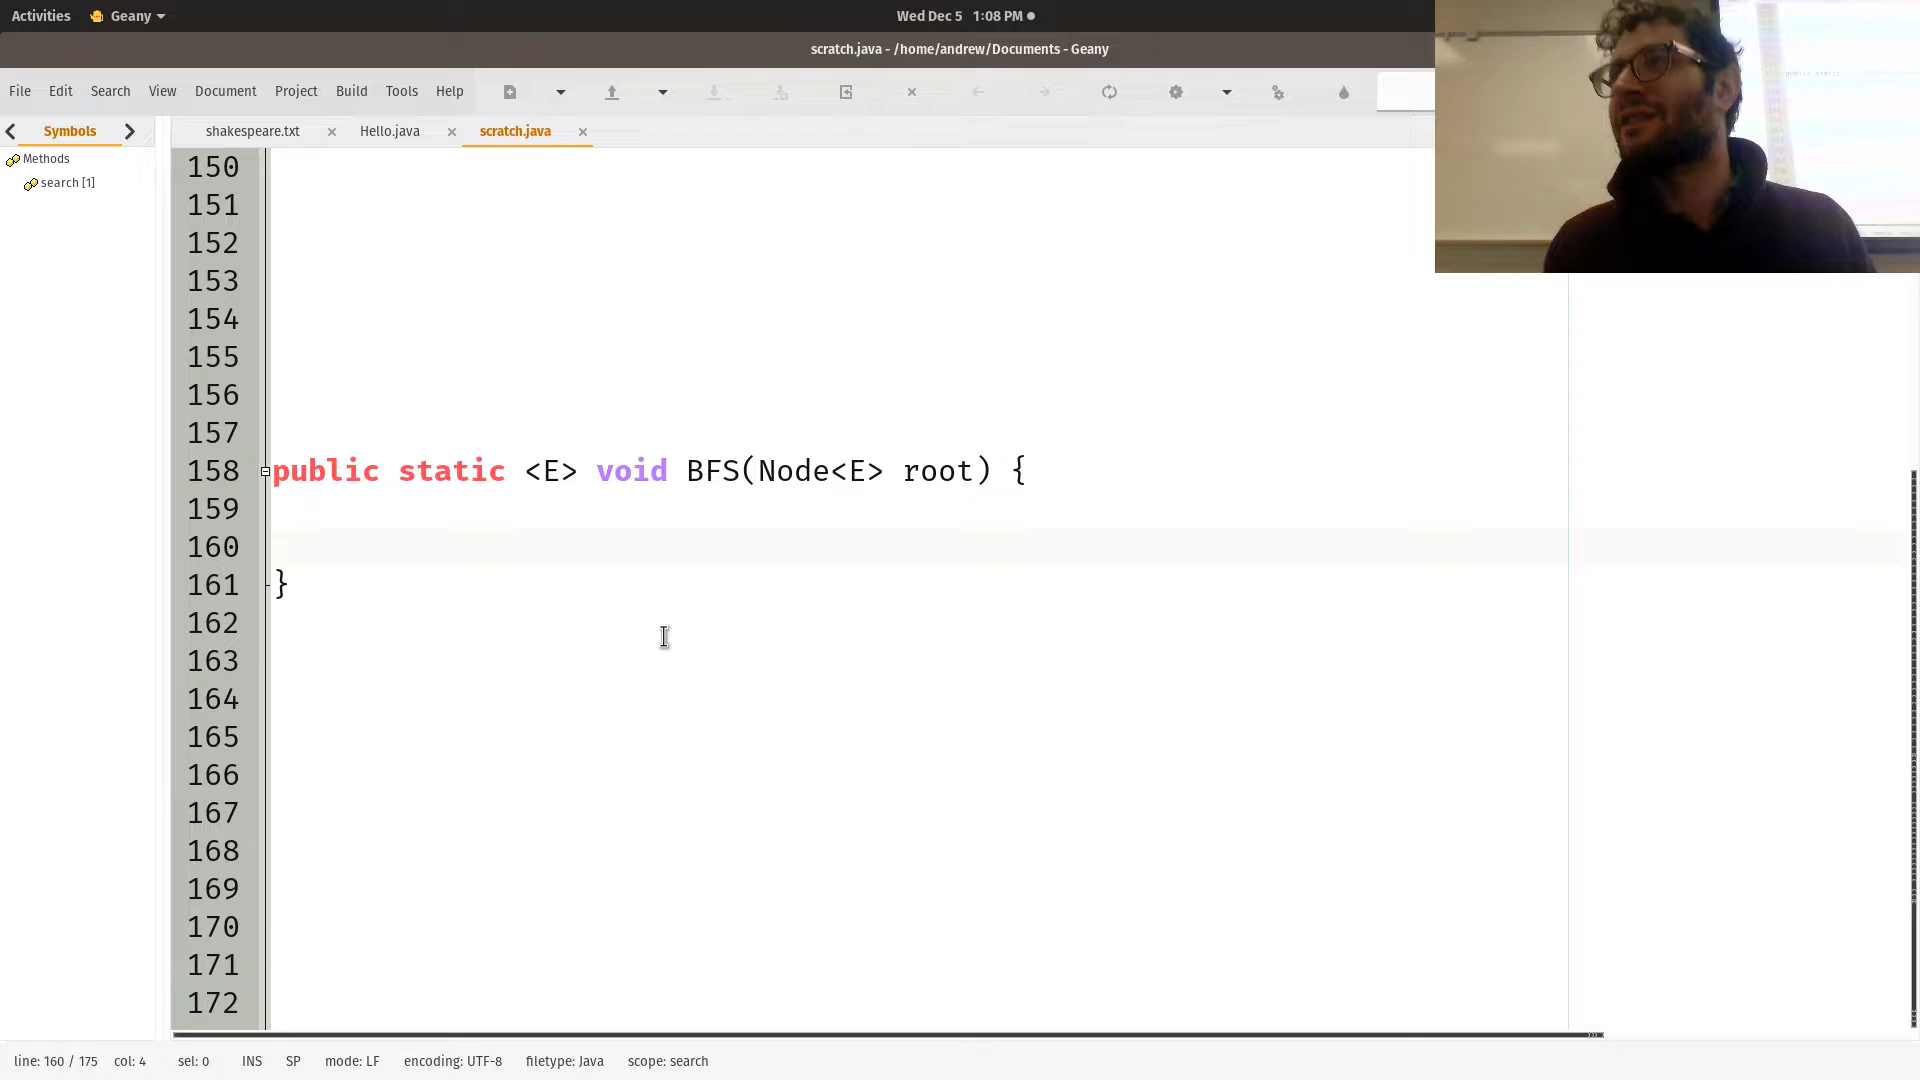 Activities
Geany
Wed Dec 5 1:08 PM
scratch.java - /home/andrew/Documents - Geany
File Edit Search View Document Project Build Tools Help
Symbols
shakespeare.txt
Hello.java
scratch.java
Methods
search [1]
150
151
152
153
154
155
156
157
158 public static <E> void BFS(Node<E> root) {
159
160
161 }
162
163
164
165
166
167
168
169
170
171
172
line: 160 / 175 col: 4 sel: 0 INS SP mode: LF encoding: UTF-8 filetype: Java scope: search